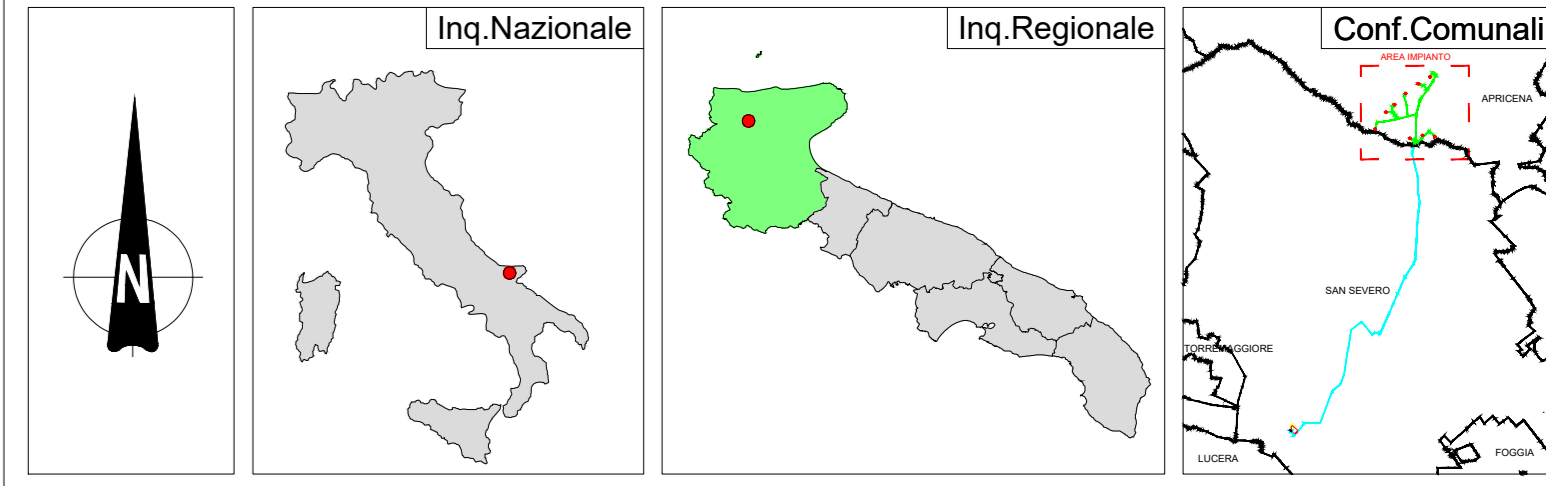 N
Inq.Nazionale
Inq.Regionale
Conf.Comunali
AREA IMPIANTO
APRICENA
SAN SEVERO
TORREMAGGIORE
LUCERA
FOGGIA